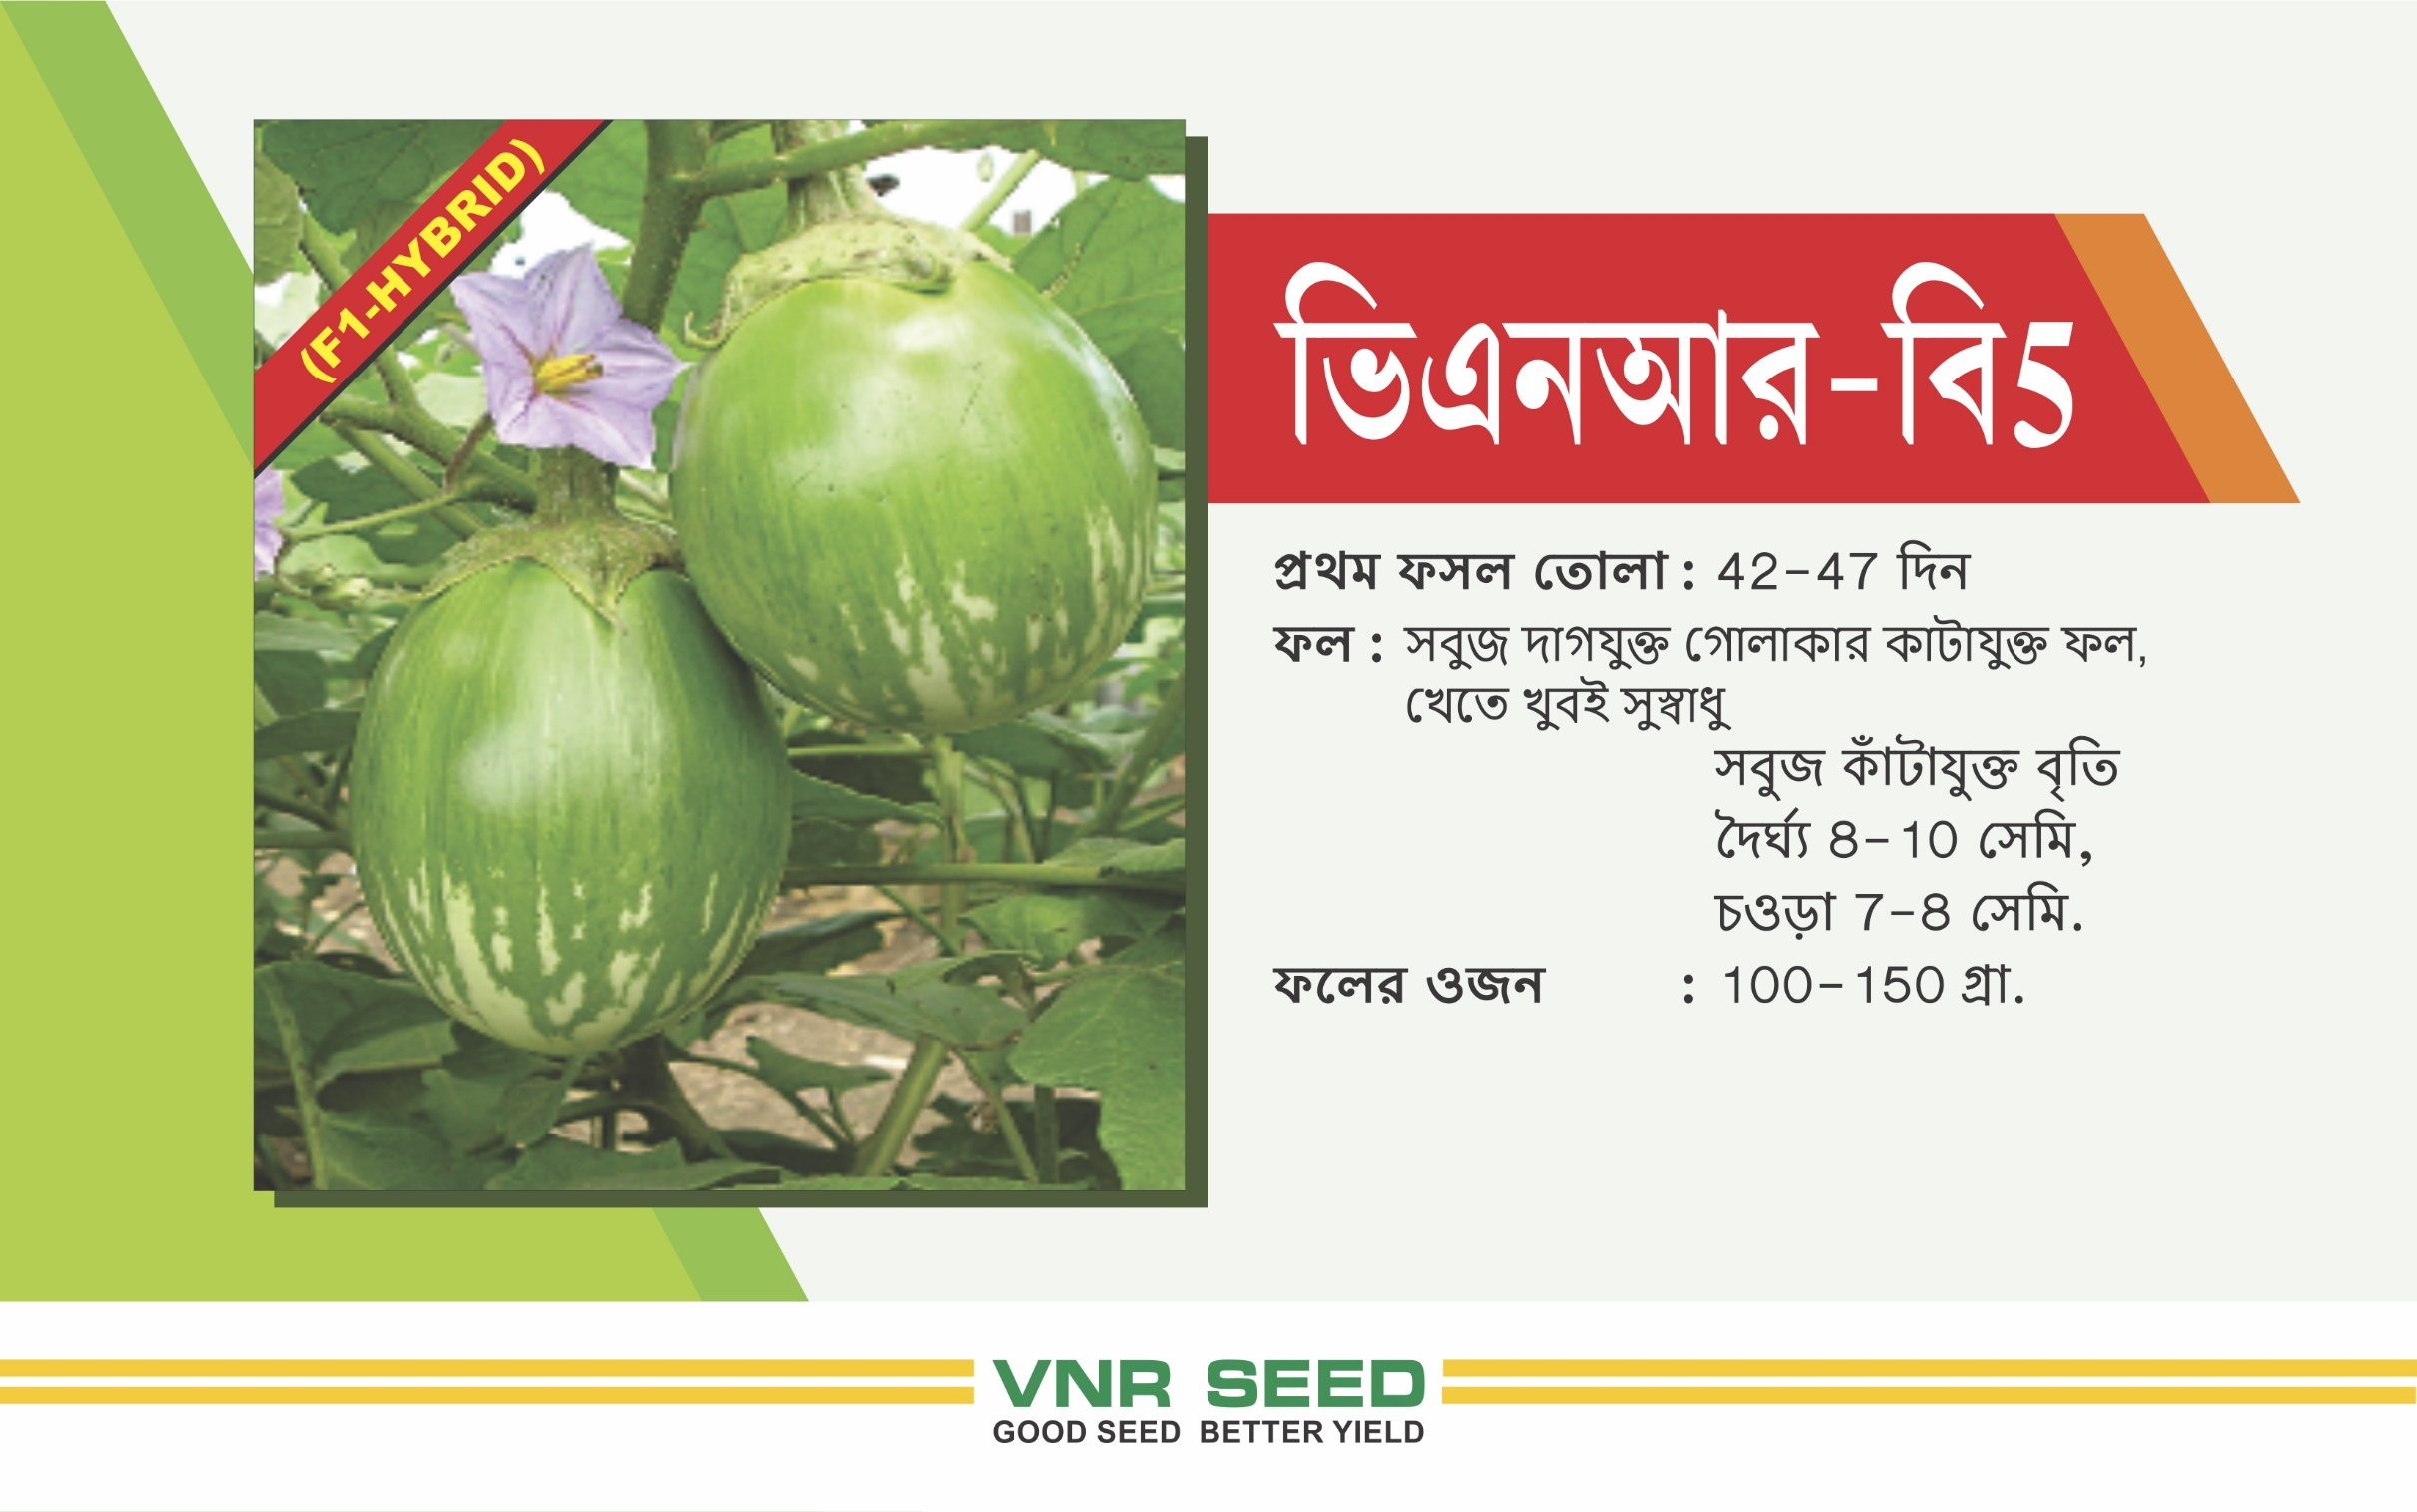 (F1-HYBRID)
ভিএনআর-বি5
প্রথম ফসল তোলা : 42-47 দিন
ফল : সবুজ দাগযুক্ত গোলাকার কাটাযুক্ত ফল,
খেতে খুবই সুস্বাধু
সবুজ কাঁটাযুক্ত বৃতি
দৈর্ঘ্য 8-10 সেমি,
চওড়া 7-8 সেমি.
ফলের ওজন : 100-150 গ্রা.
VNR SEED
GOOD SEED BETTER YIELD